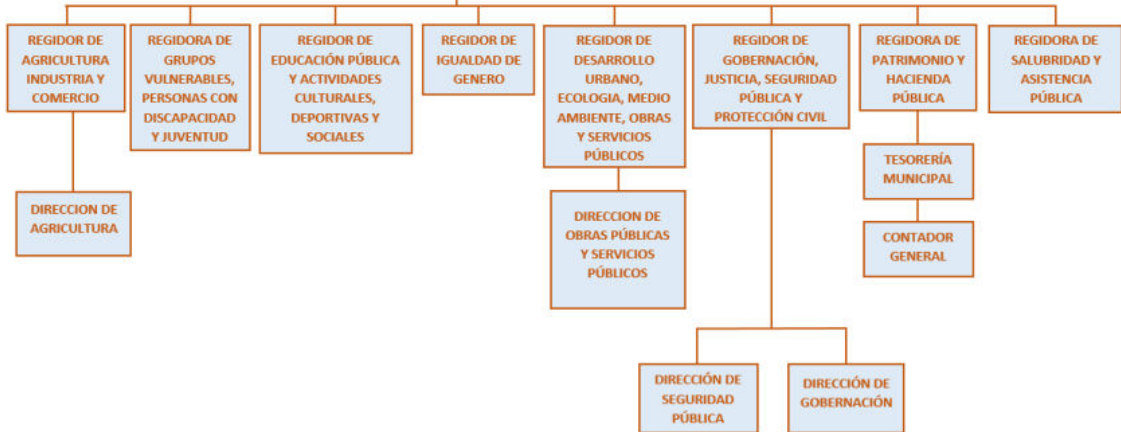 REGIDOR DE
AGRICULTURA
INDUSTRIA Y
COMERCIO
REGIDORA DE
GRUPOS
VULNERABLES,
PERSONAS CON
DISCAPACIDAD
Y JUVENTUD
REGIDOR DE
EDUCACIÓN PÚBLICA
Y ACTIVIDADES
CULTURALES,
DEPORTIVAS Y
SOCIALES
REGIDOR DE
IGUALDAD DE
GENERO
REGIDOR DE
DESARROLLO
URBANO,
ECOLOGIA, MEDIO
AMBIENTE, OBRAS
Y SERVICIOS
PÚBLICOS
REGIDOR DE
GOBERNACIÓN,
JUSTICIA, SEGURIDAD
PÚBLICA Y
PROTECCIÓN CIVIL
REGIDORA DE
PATRIMONIO Y
HACIENDA
PÚBLICA
REGIDORA DE
SALUBRIDAD Y
ASISTENCIA
PÚBLICA
DIRECCION DE
AGRICULTURA
DIRECCION DE
OBRAS PÚBLICAS
Y SERVICIOS
PÚBLICOS
TESORERÍA
MUNICIPAL
CONTADOR
GENERAL
DIRECCIÓN DE
SEGURIDAD
PÚBLICA
DIRECCIÓN DE
GOBERNACIÓN